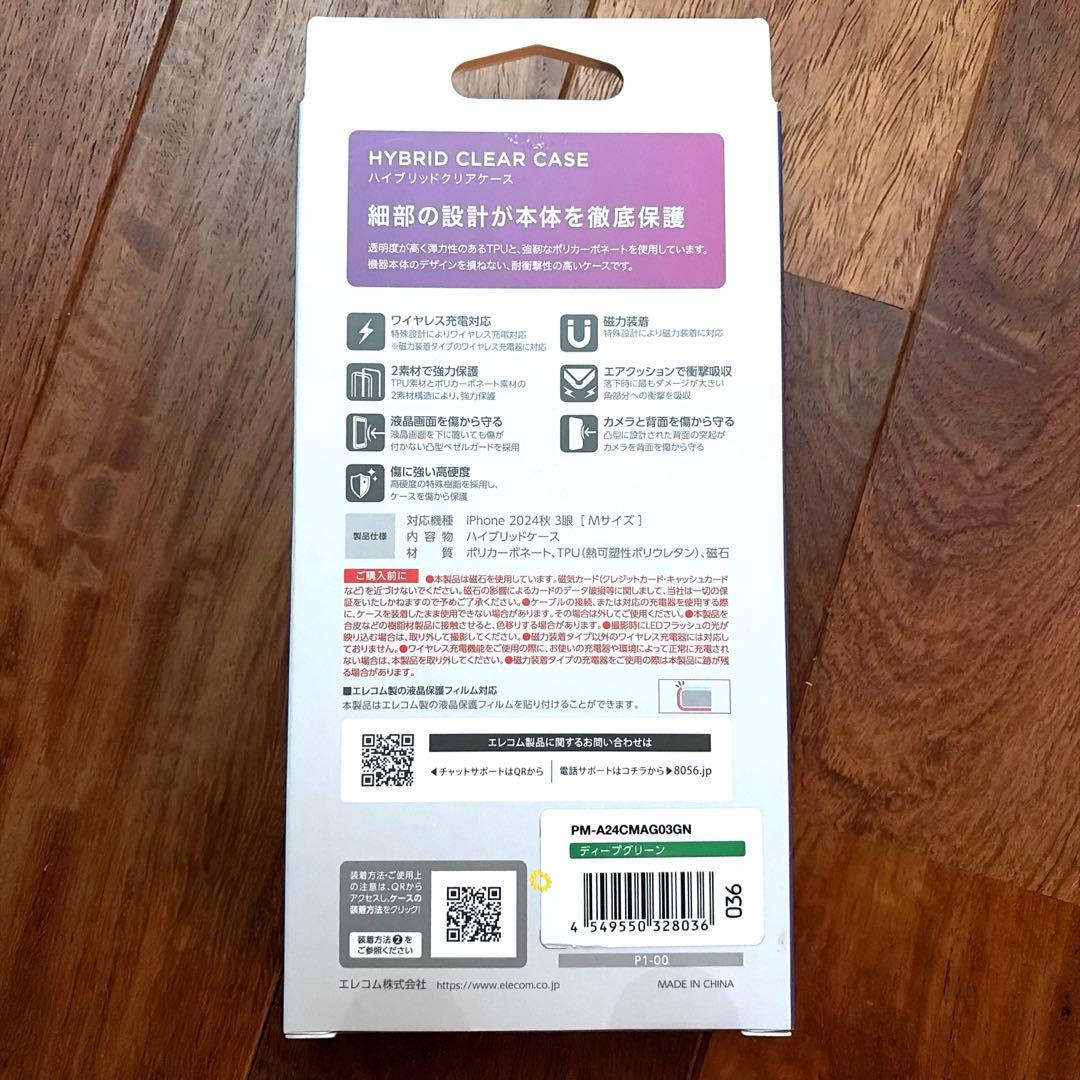 HYBRID CLEAR CASE
ハイブリッドクリアケース
細部の設計が本体を徹底保護
透明度が高く弾力性のあるTPUと、強靭なポリカーボネートを使用しています。
機器本体のデザインを損ねない、耐衝撃性の高いケースです。
ワイヤレス充電対応
特殊設計によりワイヤレス充電対応
※磁力装着タイプのワイヤレス充電器に対応
磁力装着
特殊設計により磁力装着に対応
2素材で強力保護
TPU素材とポリカーボネート素材の
2素材構造により、強力保護
エアクッションで衝撃吸収
落下時に最もダメージが大きい
角部分への衝撃を吸収
液晶画面を傷から守る
液晶画面を下に置いても傷が
付かない凸型ベゼルガードを採用
カメラと背面を傷から守る
凸型に設計された背面の突起が
カメラを背面を傷から守る
傷に強い高硬度
高硬度の特殊樹脂を採用し、
ケースを傷から保護
製品仕様
対応機種 iPhone 2024秋 3眼 [ Mサイズ ]
内容物 ハイブリッドケース
材質 ポリカーボネート、TPU(熱可塑性ポリウレタン)、磁石
ご購入前に ●本製品は磁石を使用しています。磁気カード(クレジットカード・キャッシュカード
など)を近づけないでください。磁石の影響によるカードのデータ破損等に関しまして、当社は一切の保
証をいたしかねますので予めご了承ください。●ケーブルの接続、または対応の充電器を使用する際
に、ケースを装着したまま使用できない場合があります。その場合は外してご使用ください。●本製品を
合皮などの樹脂材製品に接触させると、色移りする場合があります。●撮影時にLEDフラッシュの光が
映り込む場合は、取り外して撮影してください。●磁力装着タイプ以外のワイヤレス充電器には対応し
ておりません。●ワイヤレス充電機能をご使用の際に、お使いの充電器や環境によって正常に充電され
ない場合は、本製品を取り外してください。●磁力装着タイプの充電器をご使用の際は本製品に跡が残
る場合があります。
■エレコム製の液晶保護フィルム対応
本製品はエレコム製の液晶保護フィルムを貼り付けることができます。
エレコム製品に関するお問い合わせは
◀チャットサポートはQRから
電話サポートはコチラから▶8056.jp
PM-A24CMAG03GN
ディープグリーン
4 549550 328036
036
装着方法・ご使用上
の注意は、QRから
アクセスし、ケースの
装着方法をクリック!
装着方法❷を
ご参照ください
P1-00
エレコム株式会社 https://www.elecom.co.jp
MADE IN CHINA